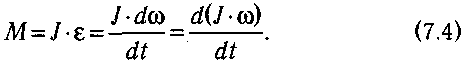 M = J · ε = J · dω / dt = d(J · ω) / dt. (7.4)